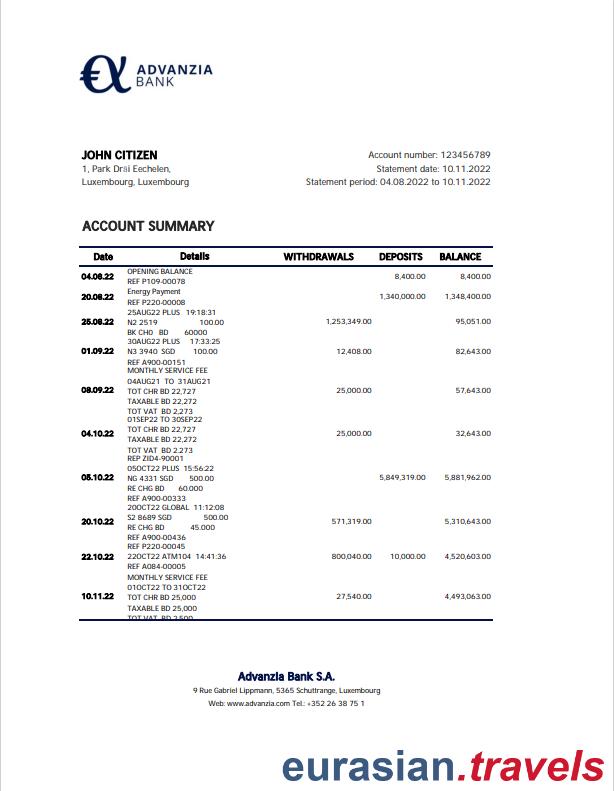 €α ADVANZIA
BANK
JOHN CITIZEN
1, Park Dräi Eechelen,
Luxembourg, Luxembourg
Account number: 123456789
Statement date: 10.11.2022
Statement period: 04.08.2022 to 10.11.2022
ACCOUNT SUMMARY
Date Details WITHDRAWALS DEPOSITS BALANCE
OPENING BALANCE
04.08.22 8,400.00 8,400.00
REF P109-00078
Energy Payment
20.08.22 1,340,000.00 1,348,400.00
REF P220-00008
25AUG22 PLUS 19:18:31
25.08.22 N2 2519 100.00 1,253,349.00 95,051.00
BK CH0 BD 60000
30AUG22 PLUS 17:33:25
01.09.22 N3 3940 SGD 100.00 12,408.00 82,643.00
REF A900-00151
MONTHLY SERVICE FEE
04AUG21 TO 31AUG21
08.09.22 TOT CHR BD 22,727 25,000.00 57,643.00
TAXABLE BD 22,272
TOT VAT BD 2,273
01SEP22 TO 30SEP22
TOT CHR BD 22,727
04.10.22 25,000.00 32,643.00
TAXABLE BD 22,272
TOT VAT BD 2.273
REP ZID4-90001
05OCT22 PLUS 15:56:22
05.10.22 NG 4331 SGD 500.00 5,849,319.00 5,881,962.00
RE CHG BD 60.000
REF A900-00333
20OCT22 GLOBAL 11:12:08
S2 8689 SGD 500.00
20.10.22 571,319.00 5,310,643.00
RE CHG BD 45.000
REF A900-00436
REF P220-00045
22.10.22 22OCT22 ATM104 14:41:36 800,040.00 10,000.00 4,520,603.00
REF A084-00005
MONTHLY SERVICE FEE
01OCT22 TO 31OCT22
10.11.22 TOT CHR BD 25,000 27,540.00 4,493,063.00
TAXABLE BD 25,000
TOT VAT BD 2,500
Advanzia Bank S.A.
9 Rue Gabriel Lippmann, 5365 Schuttrange, Luxembourg
Web: www.advanzia.com Tel.: +352 26 38 75 1
eurasian.travels